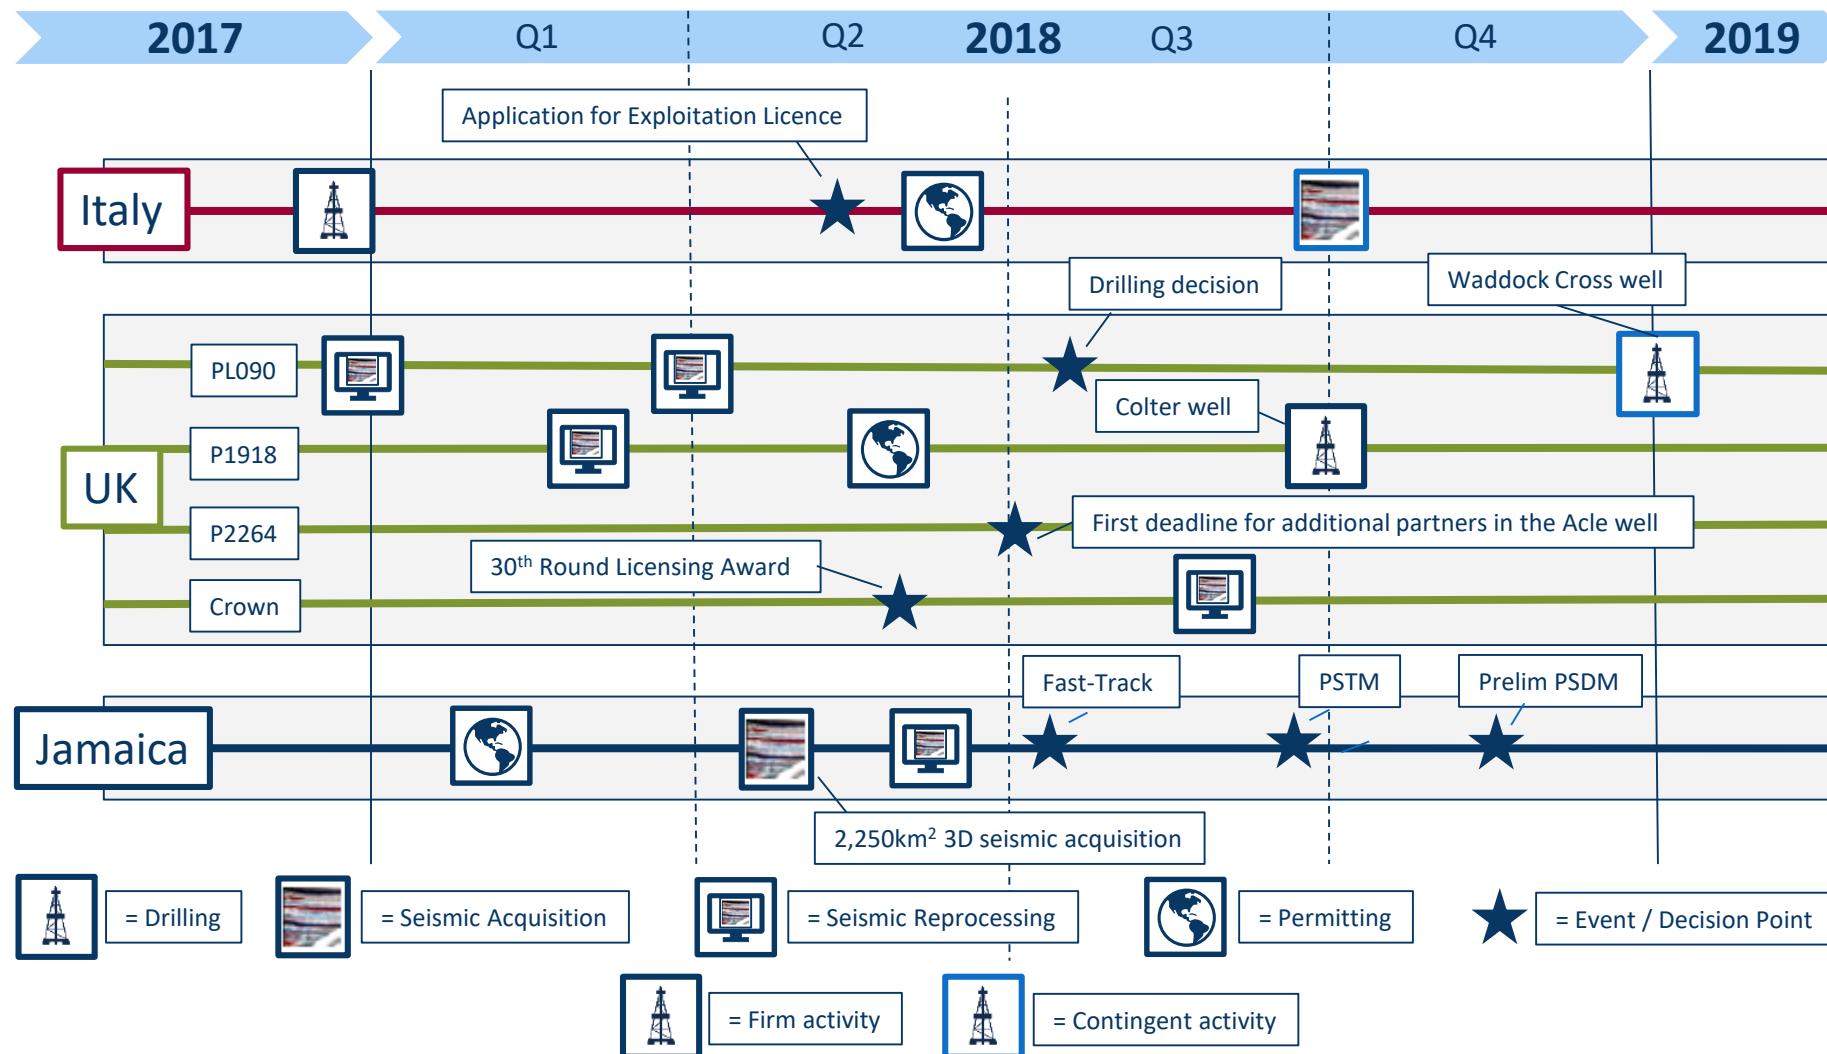 2017
Q1
Q2
2018
Q3
Q4
2019
Application for Exploitation Licence
Italy
Drilling decision
Waddock Cross well
PL090
Colter well
P1918
UK
P2264
First deadline for additional partners in the Acle well
30th Round Licensing Award
Crown
Fast-Track
PSTM
Prelim PSDM
Jamaica
2,250km² 3D seismic acquisition
= Drilling
= Seismic Acquisition
= Seismic Reprocessing
= Permitting
= Event / Decision Point
= Firm activity
= Contingent activity